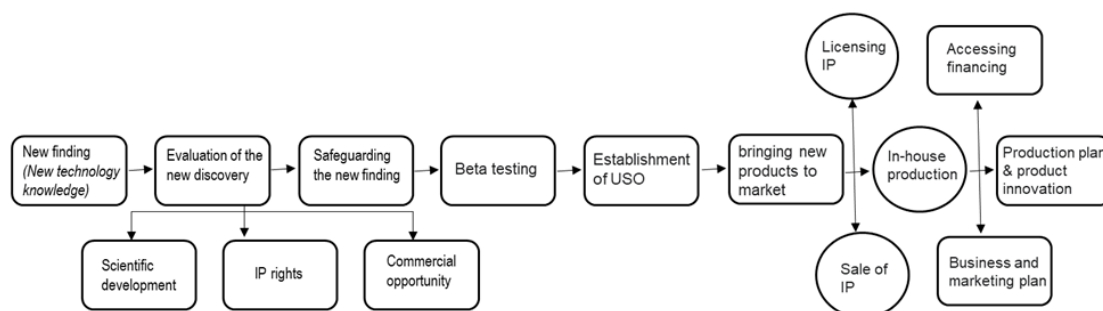 New finding
(New technology
knowledge)
Evaluation of the
new discovery
Safeguarding
the new finding
Beta testing
Establishment
of USO
bringing new
products to
market
Licensing
IP
In-house
production
Sale of
IP
Accessing
financing
Production plan
& product
innovation
Business and
marketing plan
Scientific
development
IP rights
Commercial
opportunity